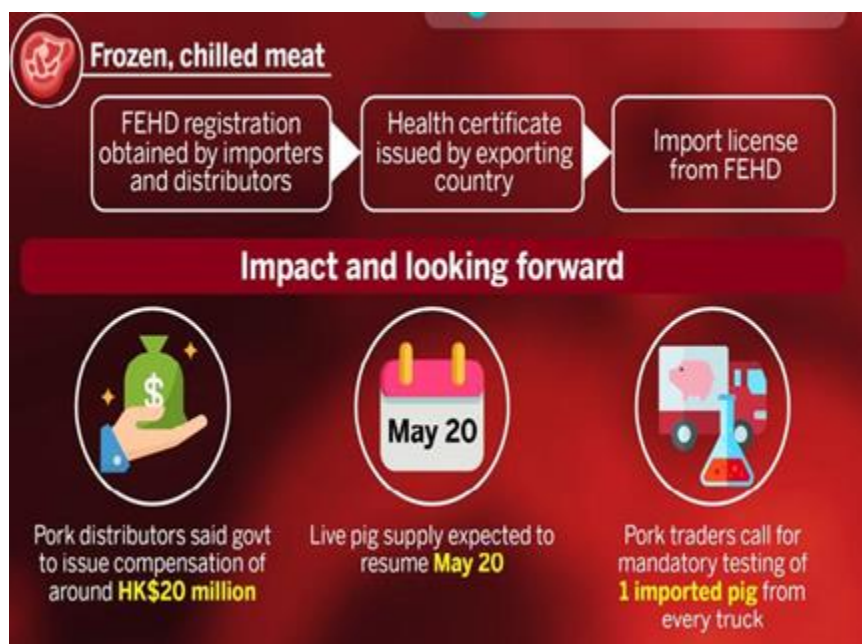 Frozen, chilled meat
FEHD registration
obtained by importers
and distributors
Health certificate
issued by exporting
country
Import license
from FEHD
Impact and looking forward
$
Pork distributors said govt
to issue compensation of
around HK$20 million
May 20
Live pig supply expected to
resume May 20
Pork traders call for
mandatory testing of
1 imported pig from
every truck